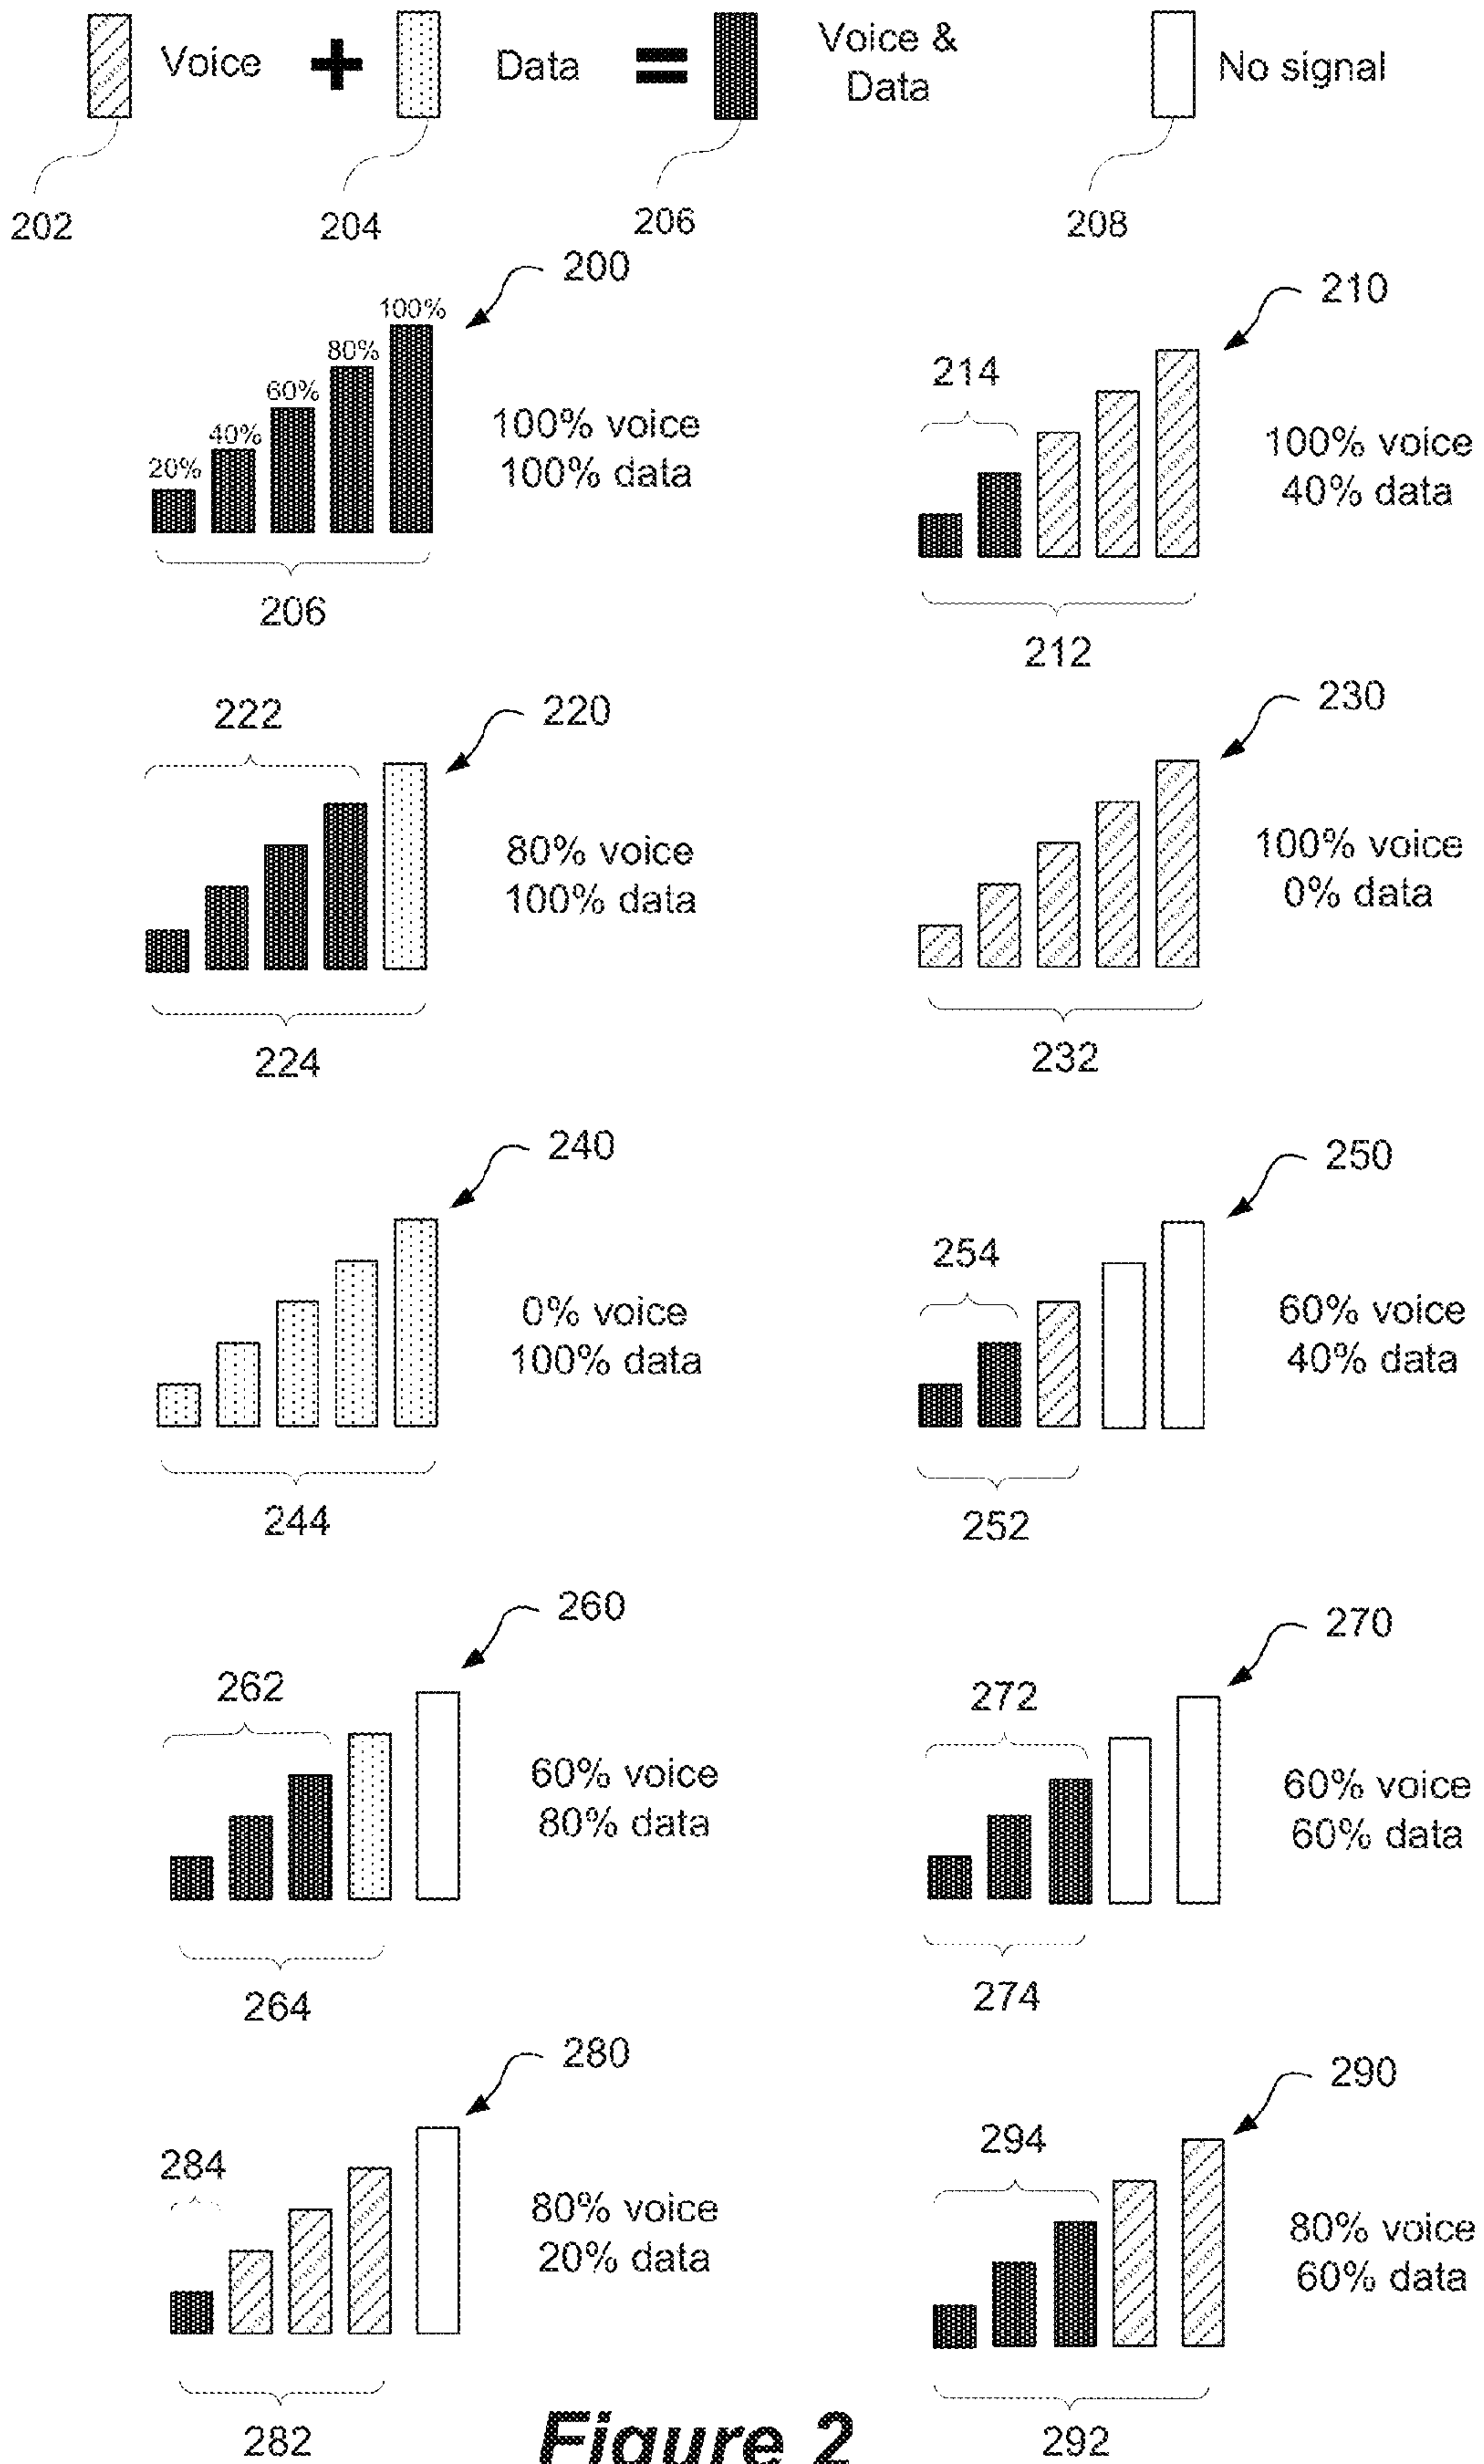 Voice + Data = Voice &
Data
No signal
202
204
206
208
200
20%
40%
60%
80%
100%
100% voice
100% data
206
210
214
100% voice
40% data
212
220
222
80% voice
100% data
224
230
100% voice
0% data
232
240
0% voice
100% data
244
250
254
60% voice
40% data
252
260
262
60% voice
80% data
264
270
272
60% voice
60% data
274
280
284
80% voice
20% data
282
290
294
80% voice
60% data
292
Figure 2